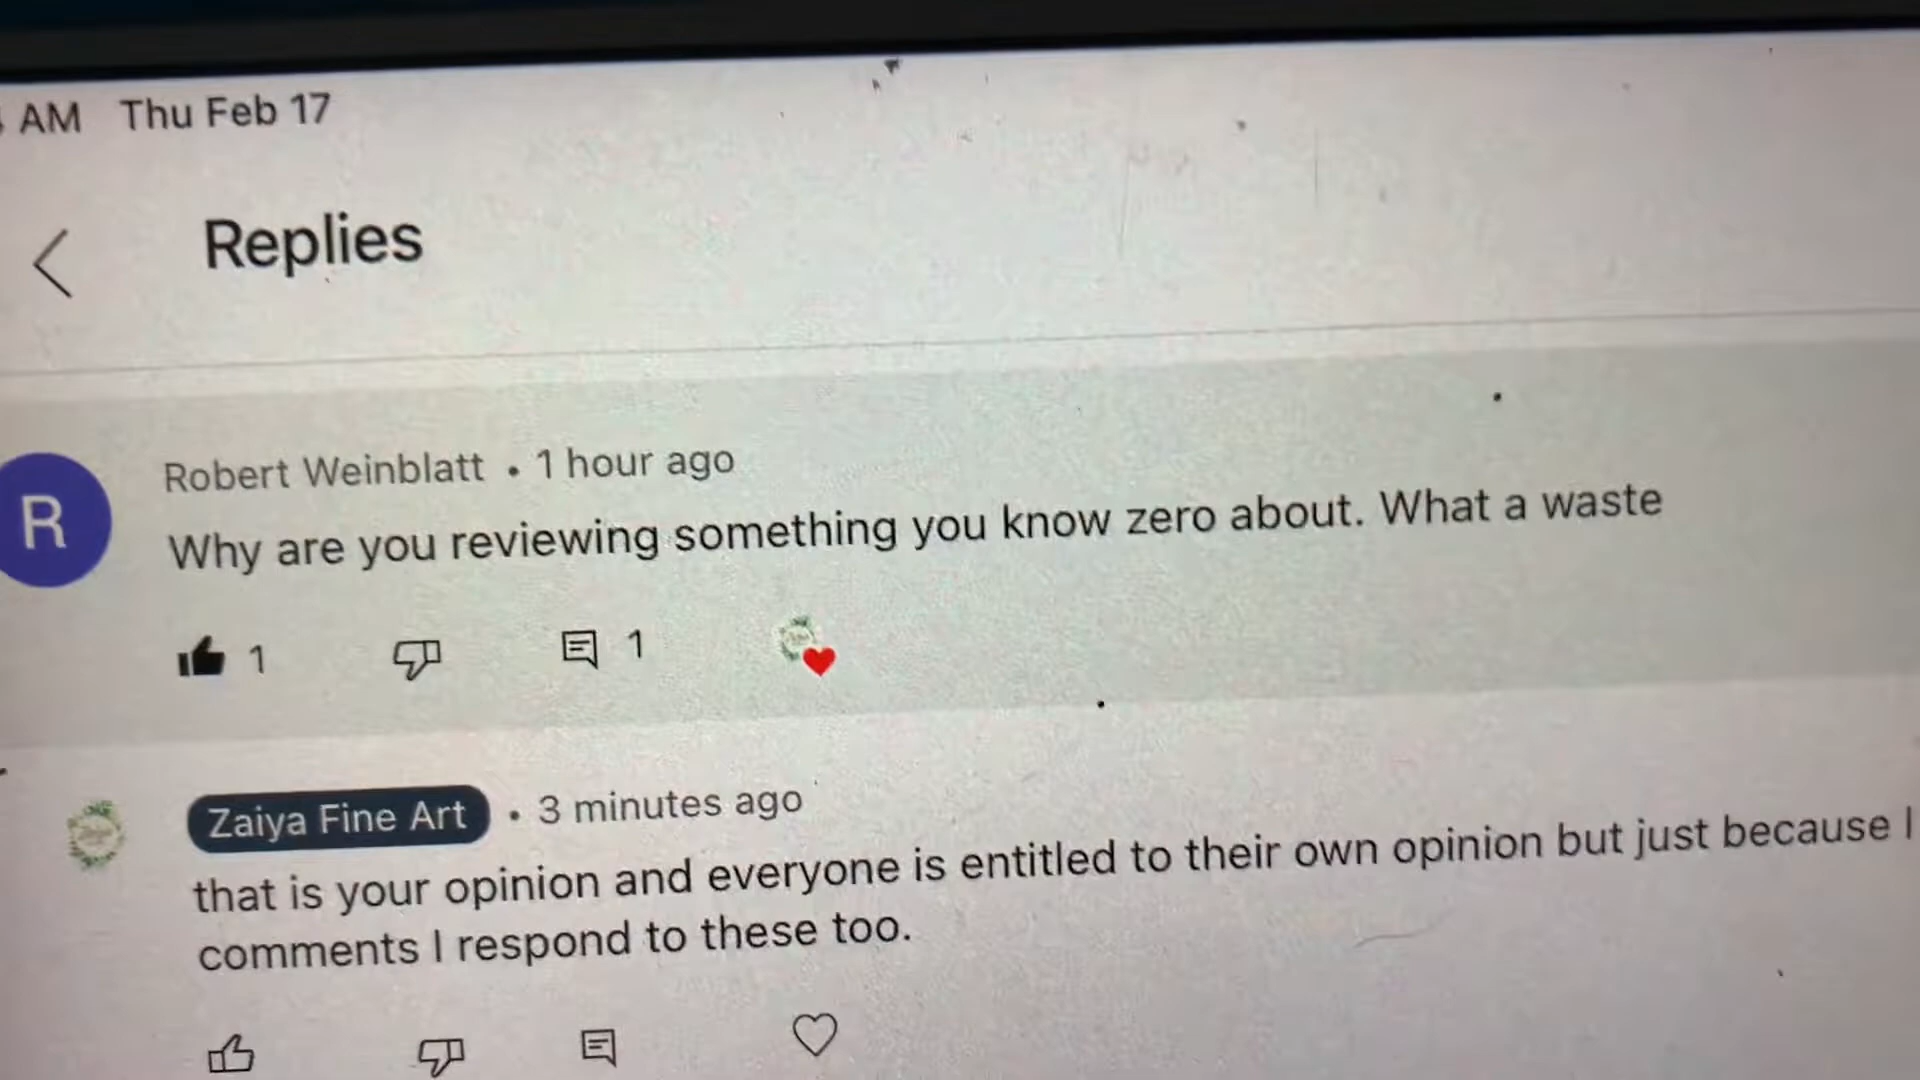 AM Thu Feb 17
Replies
R
Robert Weinblatt • 1 hour ago
Why are you reviewing something you know zero about. What a waste
1
1
Zaiya Fine Art • 3 minutes ago
that is your opinion and everyone is entitled to their own opinion but just because I
comments I respond to these too.